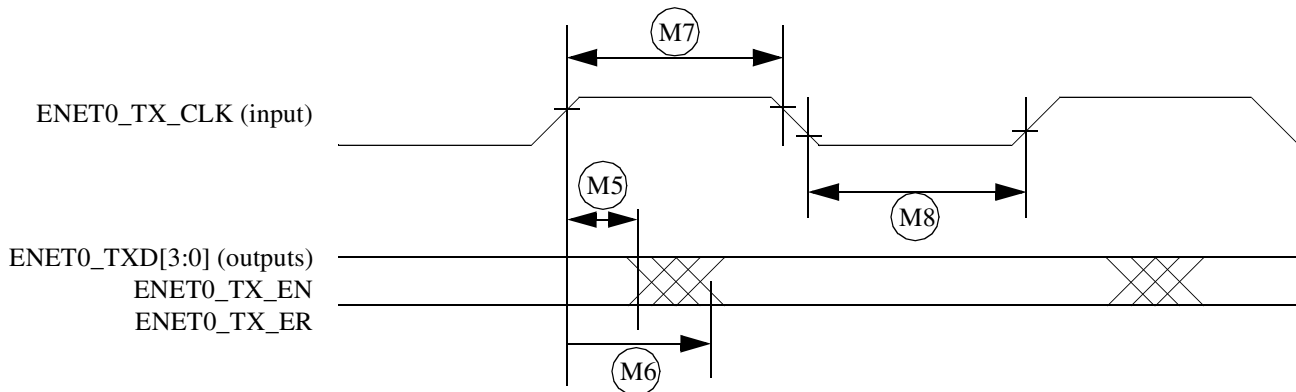 M7
ENET0_TX_CLK (input)
M5
M8
ENET0_TXD[3:0] (outputs)
ENET0_TX_EN
ENET0_TX_ER
M6